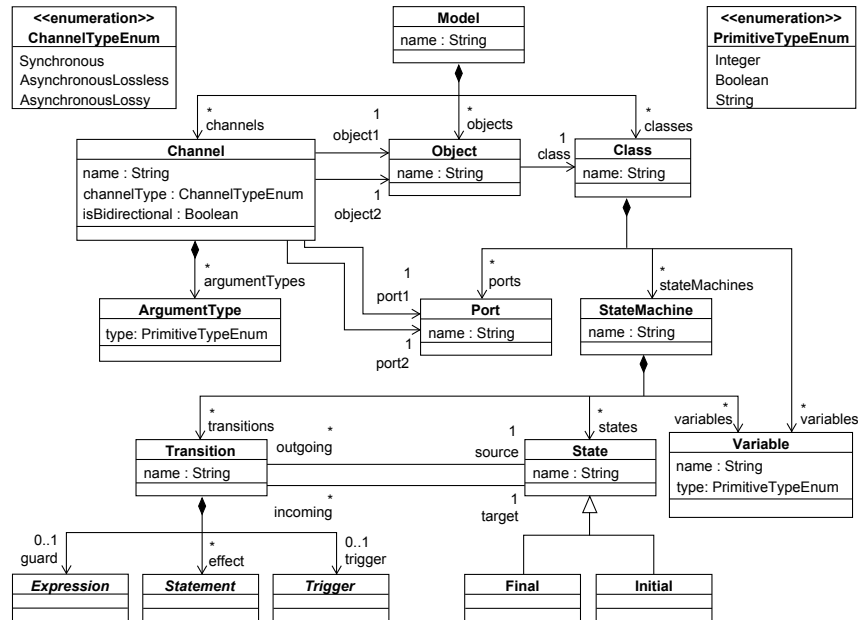 <<enumeration>>
ChannelTypeEnum
Synchronous
AsynchronousLossless
AsynchronousLossy
Model
name : String
<<enumeration>>
PrimitiveTypeEnum
Integer
Boolean
String
*
channels
1
object1
*
objects
1
class
*
classes
Channel
name : String
channelType : ChannelTypeEnum
isBidirectional : Boolean
Object
name : String
Class
name: String
1
object2
*
argumentTypes
1
port1
*
ports
*
stateMachines
ArgumentType
type: PrimitiveTypeEnum
Port
name : String
StateMachine
name : String
1
port2
*
transitions
*
outgoing
1
source
*
states
*
variables
*
variables
Transition
name : String
State
name : String
Variable
name : String
type: PrimitiveTypeEnum
*
incoming
1
target
0..1
guard
*
effect
0..1
trigger
Expression
Statement
Trigger
Final
Initial